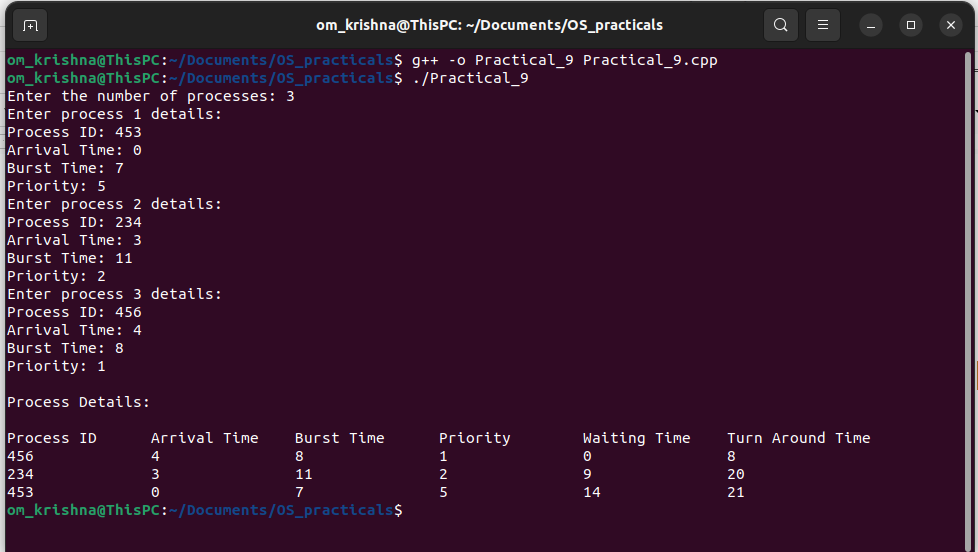 om_krishna@ThisPC: ~/Documents/OS_practicals
om_krishna@ThisPC:~/Documents/OS_practicals$ g++ -o Practical_9 Practical_9.cpp
om_krishna@ThisPC:~/Documents/OS_practicals$ ./Practical_9
Enter the number of processes: 3
Enter process 1 details:
Process ID: 453
Arrival Time: 0
Burst Time: 7
Priority: 5
Enter process 2 details:
Process ID: 234
Arrival Time: 3
Burst Time: 11
Priority: 2
Enter process 3 details:
Process ID: 456
Arrival Time: 4
Burst Time: 8
Priority: 1
Process Details:
Process ID Arrival Time Burst Time Priority Waiting Time Turn Around Time
456 4 8 1 0 8
234 3 11 2 9 20
453 0 7 5 14 21
om_krishna@ThisPC:~/Documents/OS_practicals$